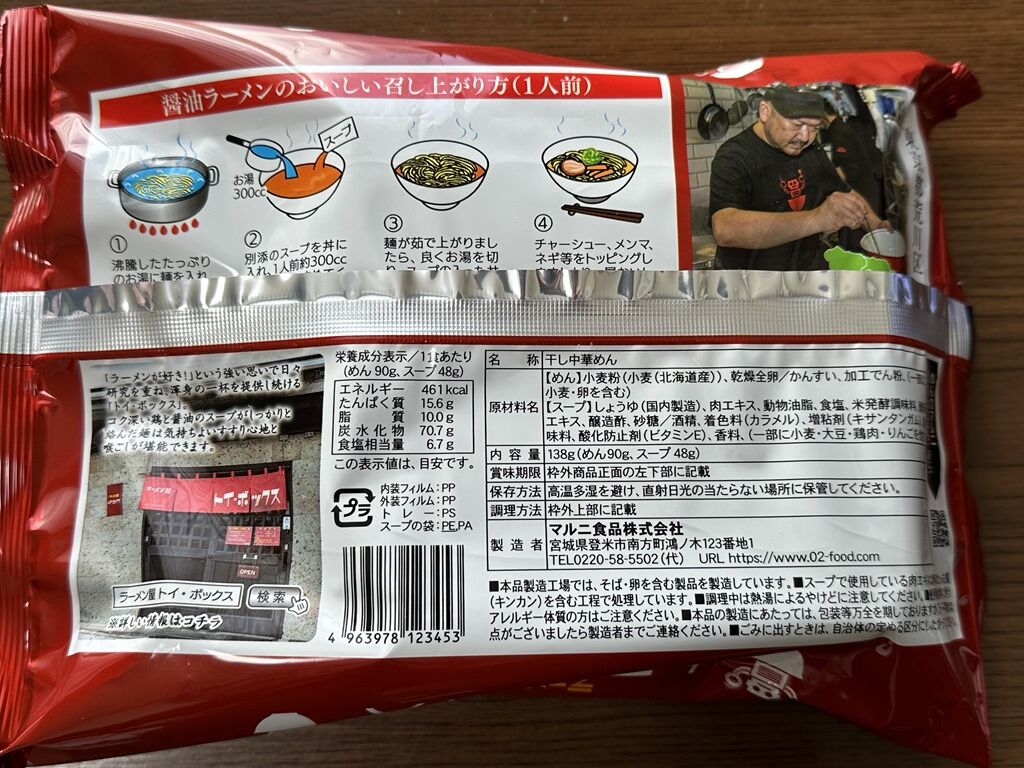 醤油ラーメンのおいしい召し上がり方(1人前)
スープ
お湯
300cc
①
沸騰したたっぷり
のお湯に麺を入れ
②
別添のスープを丼に
入れ、1人前約300cc
③
麺が茹で上がりまし
たら、良くお湯を切
④
チャーシュー、メンマ、
ネギ等をトッピングし
東京都荒川区
「ラーメンが好き!」という強い思いで日々
研究を重ね、渾身の一杯を提供し続ける
「トイ・ボックス」。
コク深い鶏と醤油のスープがしっかりと
絡んだ麺は気持ちよいすすり心地と
喉ごしが堪能できます。
ラーメン屋
トイ・ボックス
OPEN
ラーメン屋トイ・ボックス 検索
※詳しい情報はコチラ
栄養成分表示/1食あたり
(めん 90g、スープ 48g)
エネルギー 461kcal
たんぱく質 15.6g
脂質 10.0g
炭水化物 70.7g
食塩相当量 6.7g
この表示値は、目安です。
プラ
内装フィルム:PP
外装フィルム:PP
トレー:PS
スープの袋:PE,PA
4 963978 123453
名称 干し中華めん
原材料名 【めん】小麦粉(小麦(北海道産))、乾燥全卵/かんすい、加工でん粉、(一部に
小麦・卵を含む)
【スープ】しょうゆ(国内製造)、肉エキス、動物油脂、食塩、米発酵調味料、
エキス、醸造酢、砂糖/酒精、着色料(カラメル)、増粘剤(キサンタンガム)
味料、酸化防止剤(ビタミンE)、香料、(一部に小麦・大豆・鶏肉・りんごを
内容量 138g(めん90g、スープ 48g)
賞味期限 枠外商品正面の左下部に記載
保存方法 高温多湿を避け、直射日光の当たらない場所に保管してください。
調理方法 枠外上部に記載
製造者 マルニ食品株式会社
宮城県登米市南方町鴻ノ木123番地1
TEL0220-58-5502(代) URL https://www.02-food.com
■本品製造工場では、そば・卵を含む製品を製造しています。■スープで使用している肉エキスは
(キンカン)を含む工程で処理しています。■調理中は熱湯によるやけどに注意してください。
アレルギー体質の方はご注意ください。■本品の製造にあたっては、包装等万全を期しておりますが
点がございましたら製造者までご連絡ください。■ごみに出すときは、自治体の定める区分にしたがっ